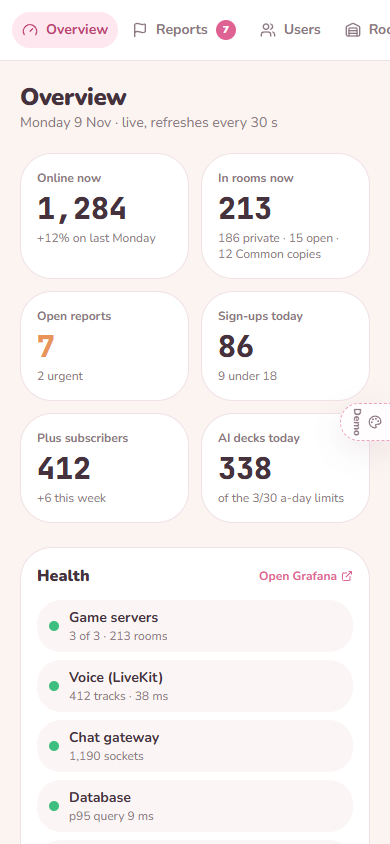 Overview
Reports 7
Users
Overview
Monday 9 Nov · live, refreshes every 30 s
Online now
1,284
+12% on last Monday
In rooms now
213
186 private · 15 open ·
12 Common copies
Open reports
7
2 urgent
Sign-ups today
86
9 under 18
Plus subscribers
412
+6 this week
AI decks today
338
of the 3/30 a-day limits
Demo
Health
Open Grafana
Game servers
3 of 3 · 213 rooms
Voice (LiveKit)
412 tracks · 38 ms
Chat gateway
1,190 sockets
Database
p95 query 9 ms